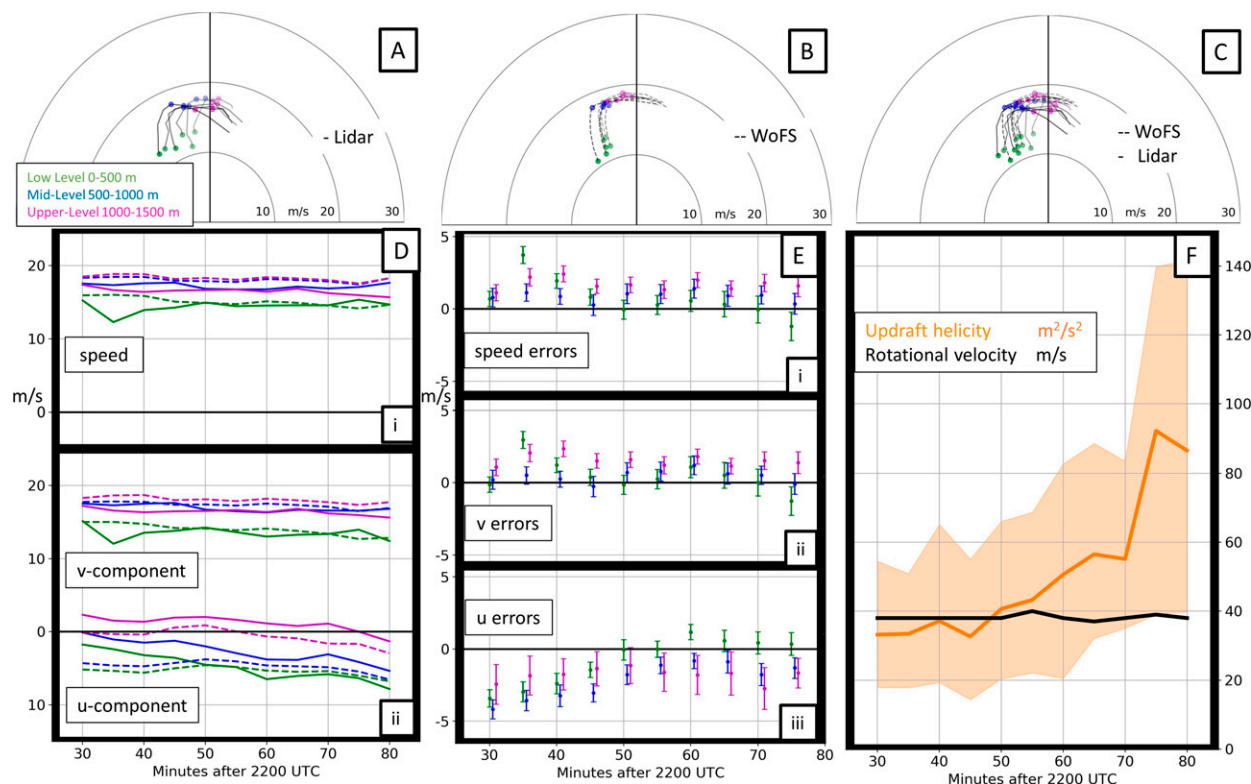 A
- Lidar
Low Level 0-500 m
Mid-Level 500-1000 m
Upper-Level 1000-1500 m
10 m/s 20 30
B
-- WoFS
10 m/s 20 30
C
-- WoFS
- Lidar
10 m/s 20 30
D
20
10
0
m/s
speed
i
20
10
0
10
v-component
u-component
ii
30 40 50 60 70 80
Minutes after 2200 UTC
E
5
0
-5
m/s
speed errors
i
5
0
-5
v errors
ii
5
0
-5
u errors
iii
30 40 50 60 70 80
Minutes after 2200 UTC
F
Updraft helicity m²/s²
Rotational velocity m/s
140
120
100
80
60
40
20
0
30 40 50 60 70 80
Minutes after 2200 UTC